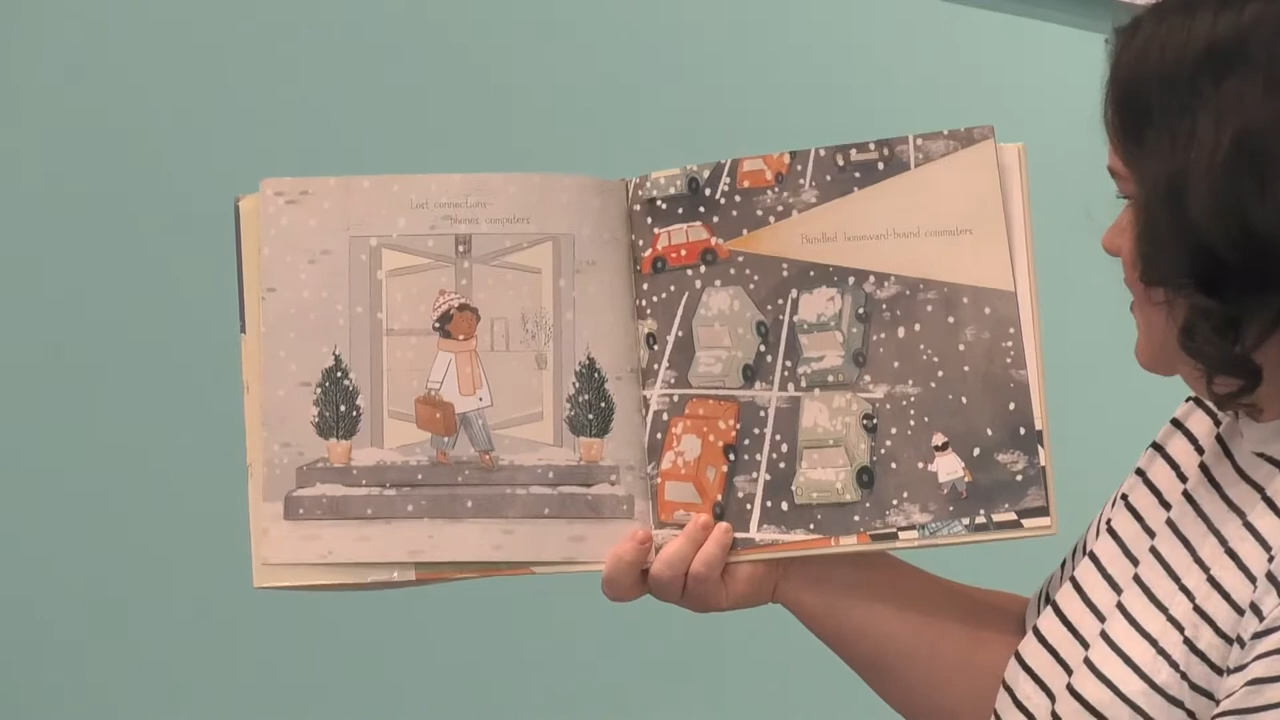 Lost connections—
phones, computers
Bundled homeward-bound commuters